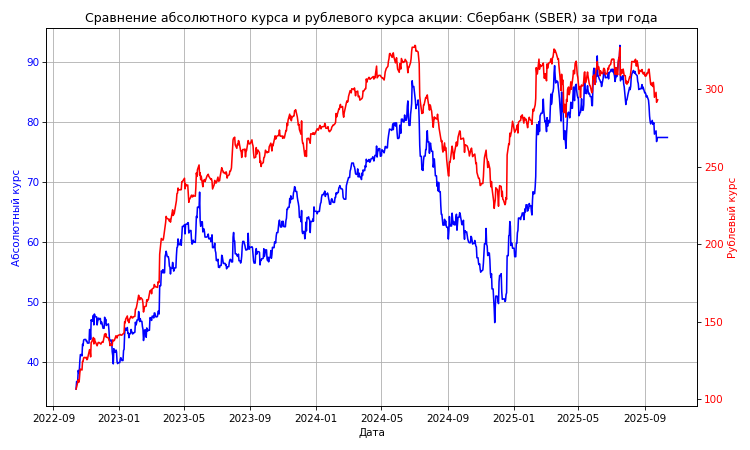 Сравнение абсолютного курса и рублевого курса акции: Сбербанк (SBER) за три года
Абсолютный курс
90
80
70
60
50
40
300
250
200
150
100
Рублевый курс
2022-09 2023-01 2023-05 2023-09 2024-01 2024-05 2024-09 2025-01 2025-05 2025-09
Дата